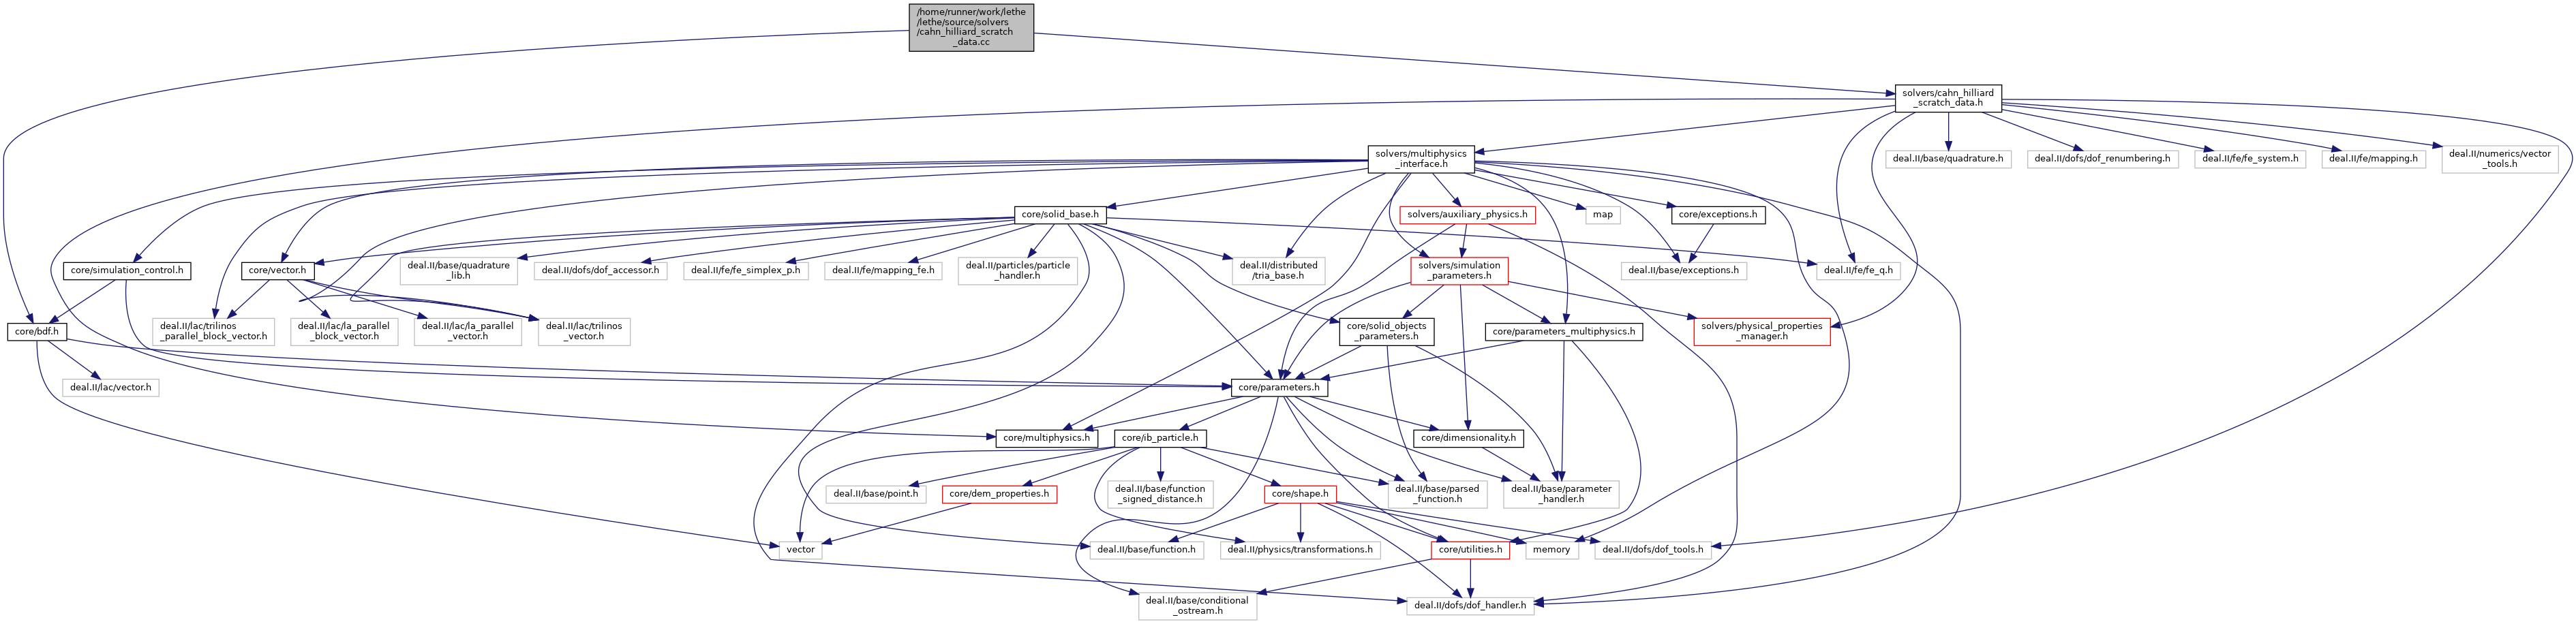 /home/runner/work/lethe
/lethe/source/solvers
/cahn_hilliard_scratch
_data.cc
solvers/cahn_hilliard
_scratch_data.h
solvers/multiphysics
_interface.h
deal.II/base/quadrature.h
deal.II/dofs/dof_renumbering.h
deal.II/fe/fe_system.h
deal.II/fe/mapping.h
deal.II/numerics/vector
_tools.h
core/solid_base.h
solvers/auxiliary_physics.h
map
core/exceptions.h
core/simulation_control.h
core/vector.h
deal.II/base/quadrature
_lib.h
deal.II/dofs/dof_accessor.h
deal.II/fe/fe_simplex_p.h
deal.II/fe/mapping_fe.h
deal.II/particles/particle
_handler.h
deal.II/distributed
/tria_base.h
solvers/simulation
_parameters.h
deal.II/base/exceptions.h
deal.II/fe/fe_q.h
core/bdf.h
deal.II/lac/trilinos
_parallel_block_vector.h
deal.II/lac/la_parallel
_block_vector.h
deal.II/lac/la_parallel
_vector.h
deal.II/lac/trilinos
_vector.h
core/solid_objects
_parameters.h
core/parameters_multiphysics.h
solvers/physical_properties
_manager.h
deal.II/lac/vector.h
core/parameters.h
core/multiphysics.h
core/ib_particle.h
core/dimensionality.h
deal.II/base/point.h
core/dem_properties.h
deal.II/base/function
_signed_distance.h
core/shape.h
deal.II/base/parsed
_function.h
deal.II/base/parameter
_handler.h
vector
deal.II/base/function.h
deal.II/physics/transformations.h
core/utilities.h
memory
deal.II/dofs/dof_tools.h
deal.II/base/conditional
_ostream.h
deal.II/dofs/dof_handler.h